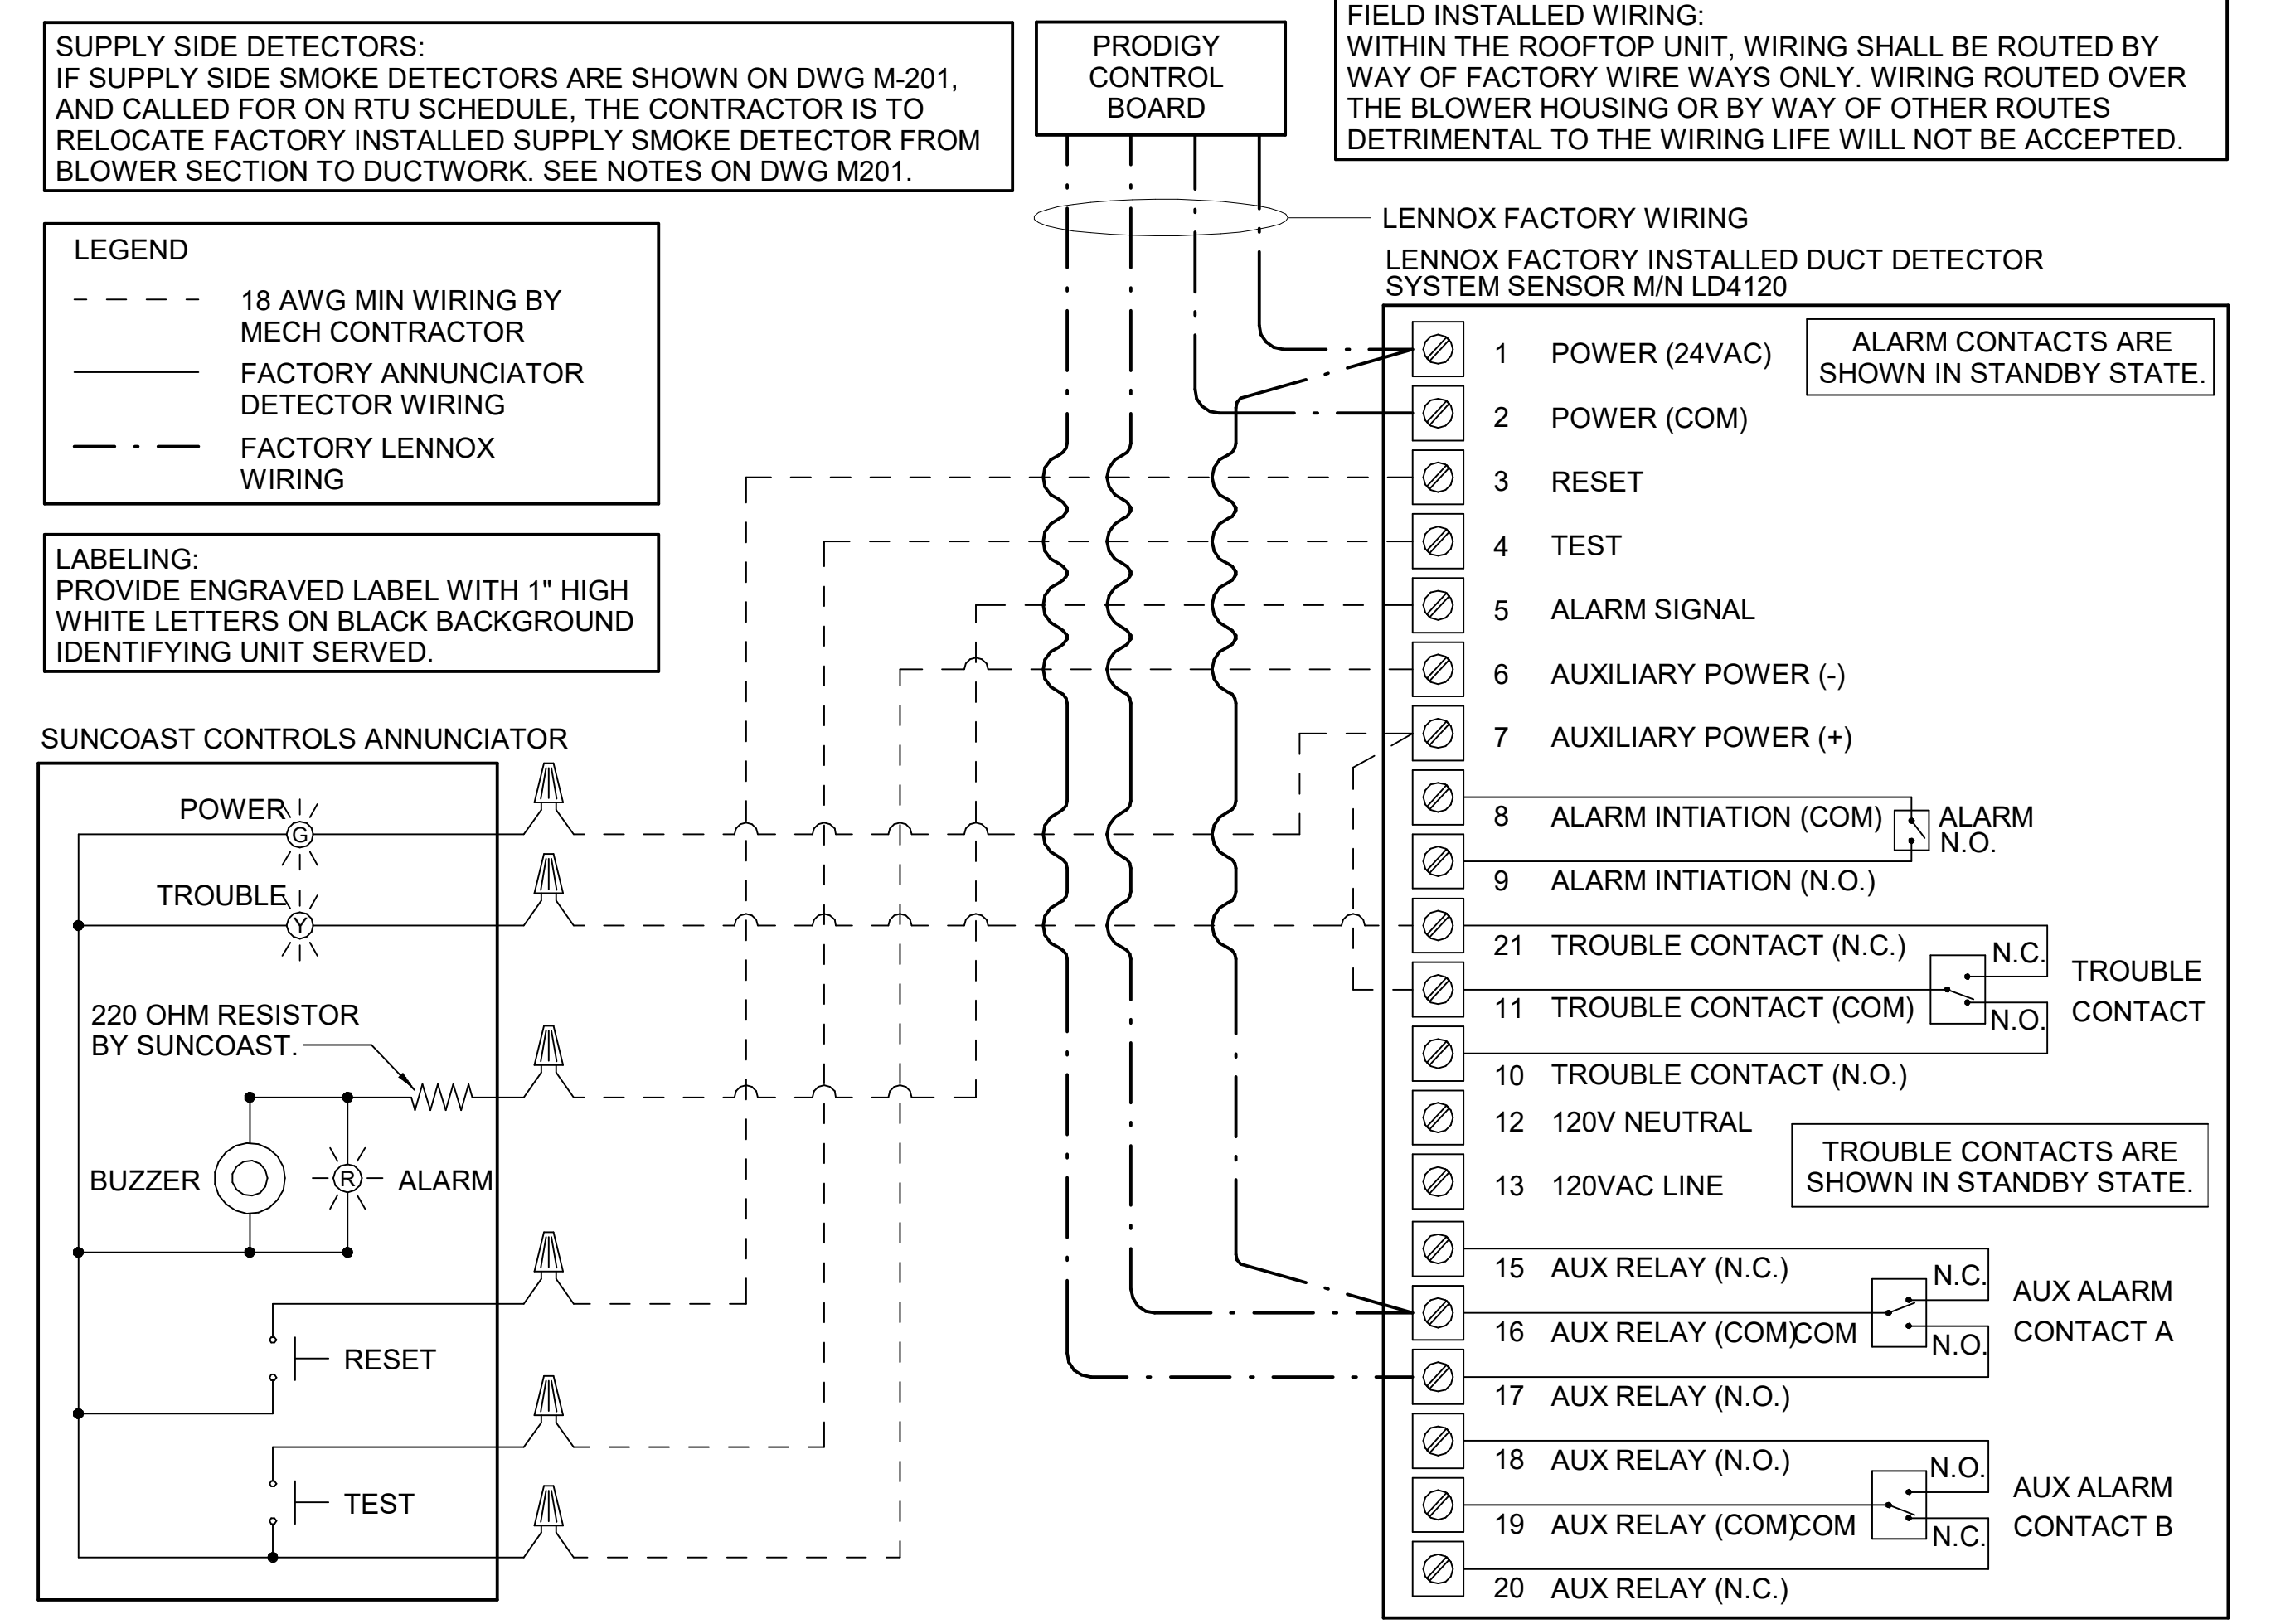 SUPPLY SIDE DETECTORS:
IF SUPPLY SIDE SMOKE DETECTORS ARE SHOWN ON DWG M-201,
AND CALLED FOR ON RTU SCHEDULE, THE CONTRACTOR IS TO
RELOCATE FACTORY INSTALLED SUPPLY SMOKE DETECTOR FROM
BLOWER SECTION TO DUCTWORK. SEE NOTES ON DWG M201.
PRODIGY
CONTROL
BOARD
FIELD INSTALLED WIRING:
WITHIN THE ROOFTOP UNIT, WIRING SHALL BE ROUTED BY
WAY OF FACTORY WIRE WAYS ONLY. WIRING ROUTED OVER
THE BLOWER HOUSING OR BY WAY OF OTHER ROUTES
DETRIMENTAL TO THE WIRING LIFE WILL NOT BE ACCEPTED.
LEGEND
18 AWG MIN WIRING BY
MECH CONTRACTOR
FACTORY ANNUNCIATOR
DETECTOR WIRING
FACTORY LENNOX
WIRING
LABELING:
PROVIDE ENGRAVED LABEL WITH 1" HIGH
WHITE LETTERS ON BLACK BACKGROUND
IDENTIFYING UNIT SERVED.
SUNCOAST CONTROLS ANNUNCIATOR
POWER
G
TROUBLE
Y
220 OHM RESISTOR
BY SUNCOAST.
BUZZER
R
ALARM
RESET
TEST
LENNOX FACTORY WIRING
LENNOX FACTORY INSTALLED DUCT DETECTOR
SYSTEM SENSOR M/N LD4120
1 POWER (24VAC)
ALARM CONTACTS ARE
SHOWN IN STANDBY STATE.
2 POWER (COM)
3 RESET
4 TEST
5 ALARM SIGNAL
6 AUXILIARY POWER (-)
7 AUXILIARY POWER (+)
8 ALARM INTIATION (COM)
ALARM
N.O.
9 ALARM INTIATION (N.O.)
21 TROUBLE CONTACT (N.C.)
N.C.
TROUBLE
CONTACT
11 TROUBLE CONTACT (COM)
N.O.
10 TROUBLE CONTACT (N.O.)
12 120V NEUTRAL
13 120VAC LINE
TROUBLE CONTACTS ARE
SHOWN IN STANDBY STATE.
15 AUX RELAY (N.C.)
N.C.
AUX ALARM
CONTACT A
16 AUX RELAY (COM)COM
N.O.
17 AUX RELAY (N.O.)
18 AUX RELAY (N.O.)
N.O.
AUX ALARM
CONTACT B
19 AUX RELAY (COM)COM
N.C.
20 AUX RELAY (N.C.)